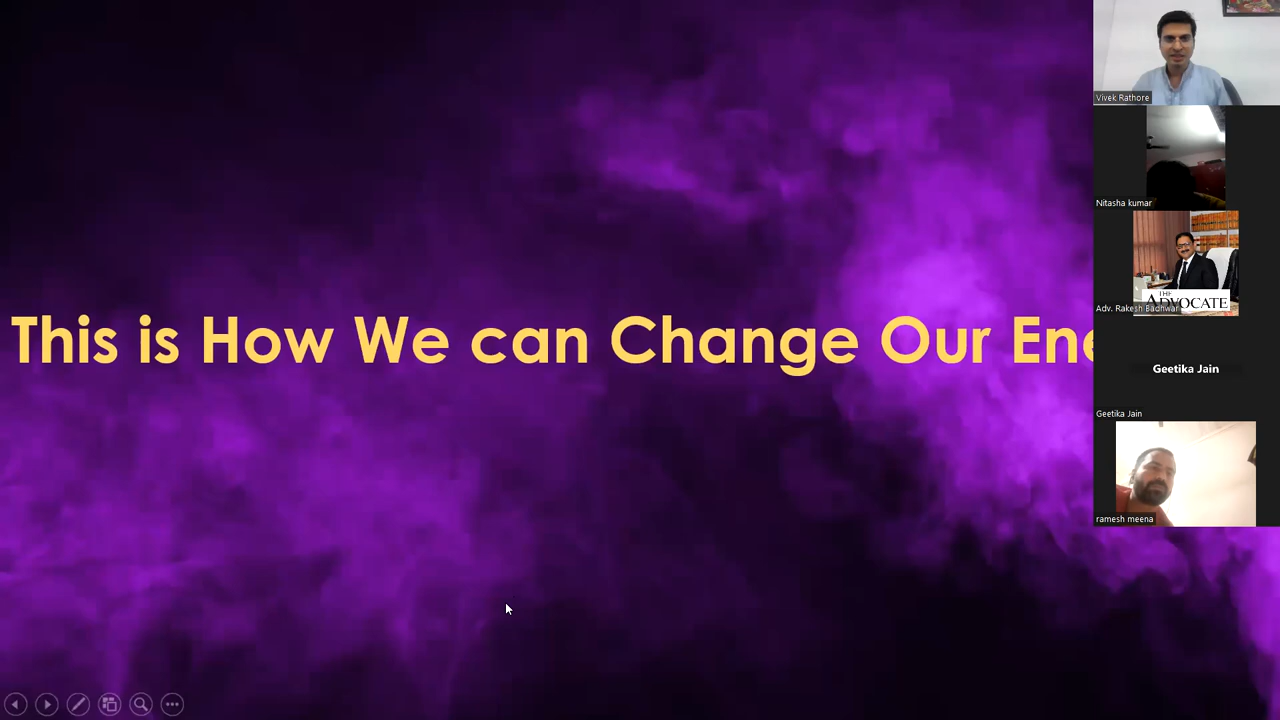 This is How We can Change Our Ene
Vivek Rathore
Nitasha kumar
THE
ADVOCATE
Adv. Rakesh Badhwar
Geetika Jain
Geetika Jain
ramesh meena